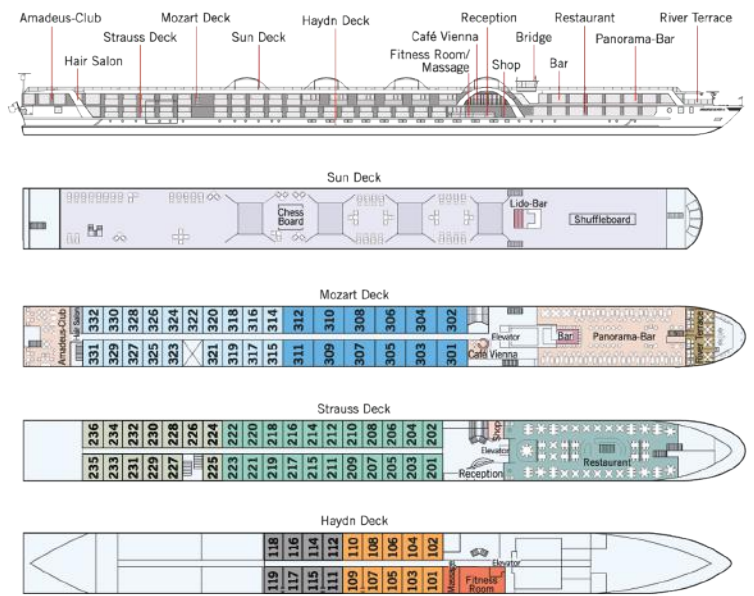 Amadeus-Club
Mozart Deck
Reception
Restaurant
River Terrace
Strauss Deck
Sun Deck
Haydn Deck
Café Vienna
Bridge
Panorama-Bar
Hair Salon
Fitness Room/
Massage
Shop
Bar
Sun Deck
Chess
Board
Lido-Bar
Shuffleboard
Mozart Deck
Amadeus-Club
Hair Salon
332 330 328 326 324 322 320 318 316 314 312 310 308 306 304 302
331 329 327 325 323 321 319 317 315 311 309 307 305 303 301
Elevator
Café Vienna
Bar
Panorama-Bar
River Terrace
Strauss Deck
236 234 232 230 228 226 224 222 220 218 216 214 212 210 208 206 204 202
235 233 231 229 227 225 223 221 219 217 215 211 209 207 205 203 201
Shop
Elevator
Reception
Restaurant
Haydn Deck
118 116 114 112 110 108 106 104 102
119 117 115 111 109 107 105 103 101
Elevator
Massage
Fitness
Room